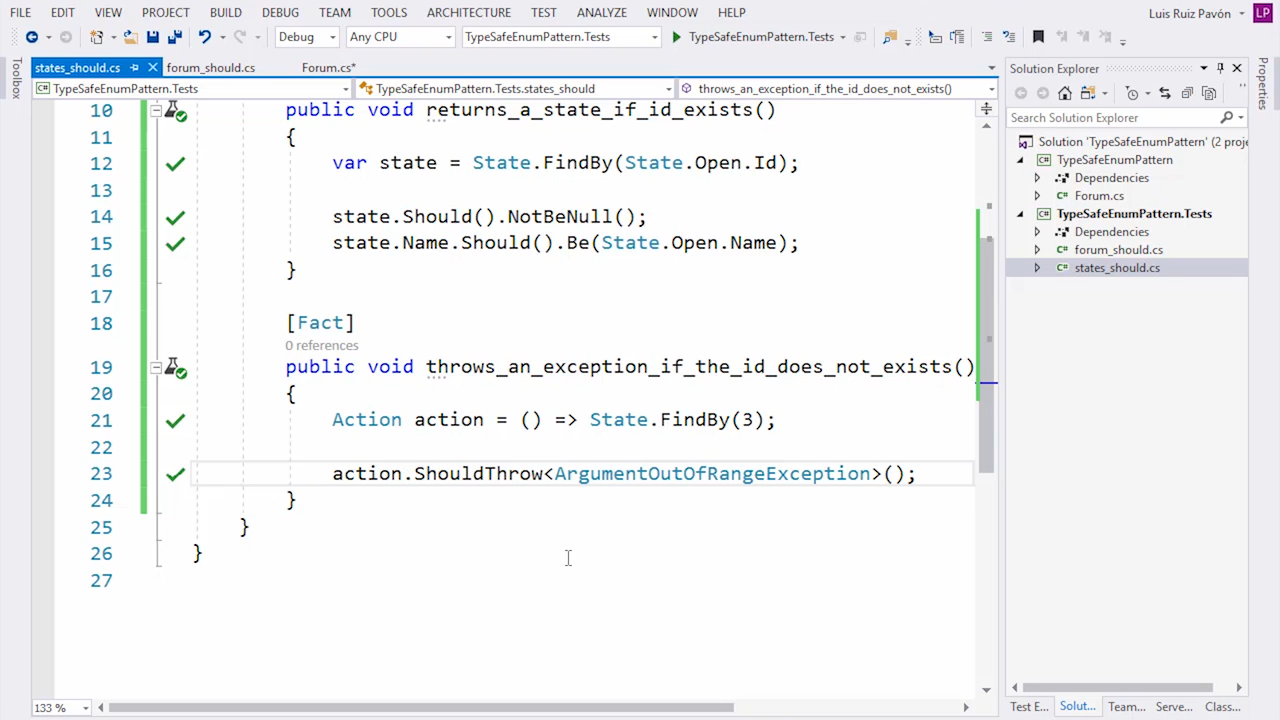 FILE EDIT VIEW PROJECT BUILD DEBUG TEAM TOOLS ARCHITECTURE TEST ANALYZE WINDOW HELP Luis Ruiz Pavón LP
Debug Any CPU TypeSafeEnumPattern.Tests TypeSafeEnumPattern.Tests
Toolbox
states_should.cs forum_should.cs Forum.cs*
TypeSafeEnumPattern.Tests TypeSafeEnumPattern.Tests.states_should throws_an_exception_if_the_id_does_not_exists()
10 public void returns_a_state_if_id_exists()
11 {
12 var state = State.FindBy(State.Open.Id);
13
14 state.Should().NotBeNull();
15 state.Name.Should().Be(State.Open.Name);
16 }
17
18 [Fact]
0 references
19 public void throws_an_exception_if_the_id_does_not_exists()
20 {
21 Action action = () => State.FindBy(3);
22
23 action.ShouldThrow<ArgumentOutOfRangeException>();
24 }
25 }
26 }
27
133 %
Solution Explorer
Search Solution Explorer
Solution 'TypeSafeEnumPattern' (2 proje
TypeSafeEnumPattern
Dependencies
Forum.cs
TypeSafeEnumPattern.Tests
Dependencies
forum_should.cs
states_should.cs
Test E... Solut... Team... Serve... Class...
Properties